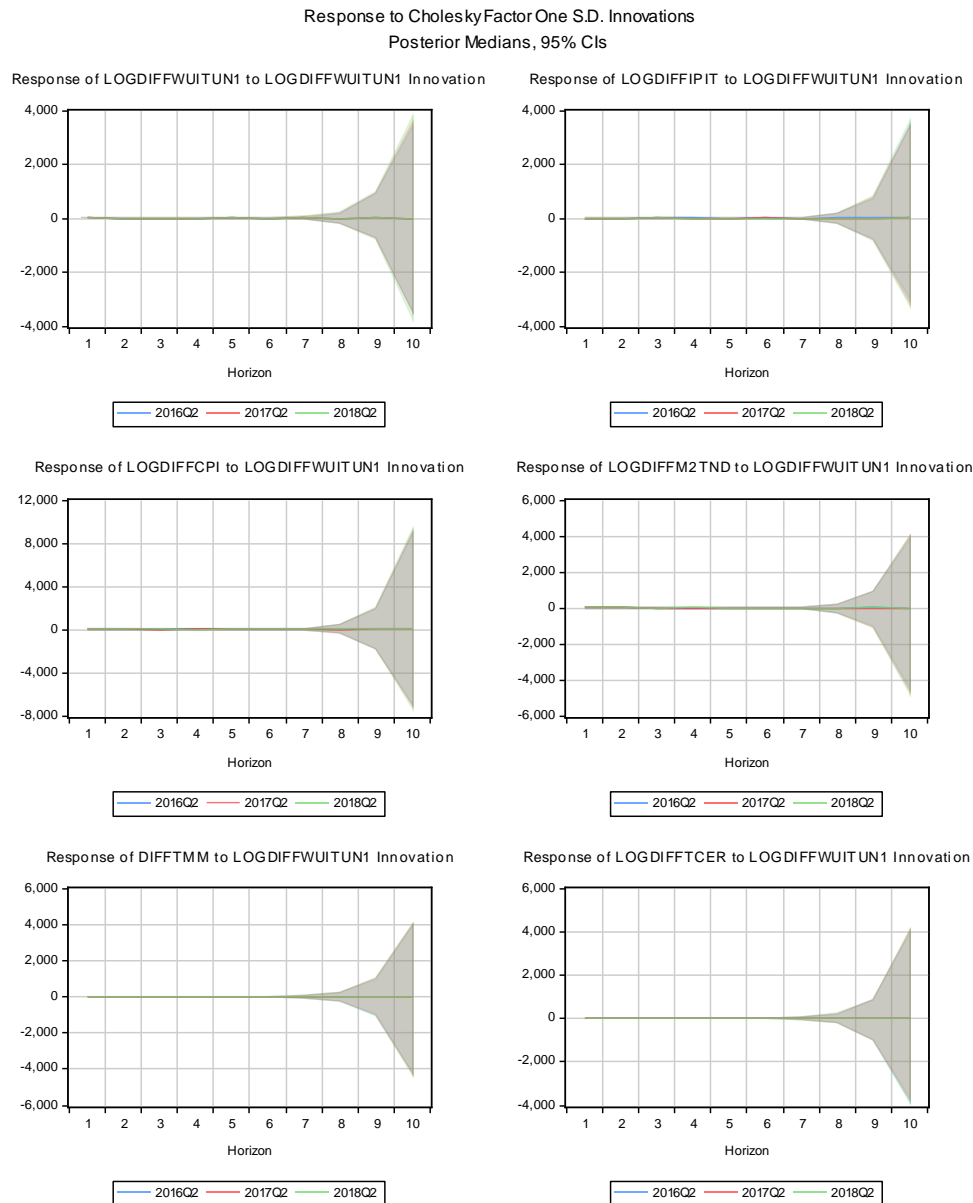 Response to Cholesky Factor One S.D. Innovations
Posterior Medians, 95% CIs
Response of LOGDIFFWUITUN1 to LOGDIFFWUITUN1 Innovation
4,000
2,000
0
-2,000
-4,000
1 2 3 4 5 6 7 8 9 10
Horizon
2016Q2 2017Q2 2018Q2
Response of LOGDIFFIPIT to LOGDIFFWUITUN1 Innovation
4,000
2,000
0
-2,000
-4,000
1 2 3 4 5 6 7 8 9 10
Horizon
2016Q2 2017Q2 2018Q2
Response of LOGDIFFCPI to LOGDIFFWUITUN1 Innovation
12,000
8,000
4,000
0
-4,000
-8,000
1 2 3 4 5 6 7 8 9 10
Horizon
2016Q2 2017Q2 2018Q2
Response of LOGDIFFM2TND to LOGDIFFWUITUN1 Innovation
6,000
4,000
2,000
0
-2,000
-4,000
-6,000
1 2 3 4 5 6 7 8 9 10
Horizon
2016Q2 2017Q2 2018Q2
Response of DIFFTMM to LOGDIFFWUITUN1 Innovation
6,000
4,000
2,000
0
-2,000
-4,000
-6,000
1 2 3 4 5 6 7 8 9 10
Horizon
2016Q2 2017Q2 2018Q2
Response of LOGDIFFTCER to LOGDIFFWUITUN1 Innovation
6,000
4,000
2,000
0
-2,000
-4,000
1 2 3 4 5 6 7 8 9 10
Horizon
2016Q2 2017Q2 2018Q2